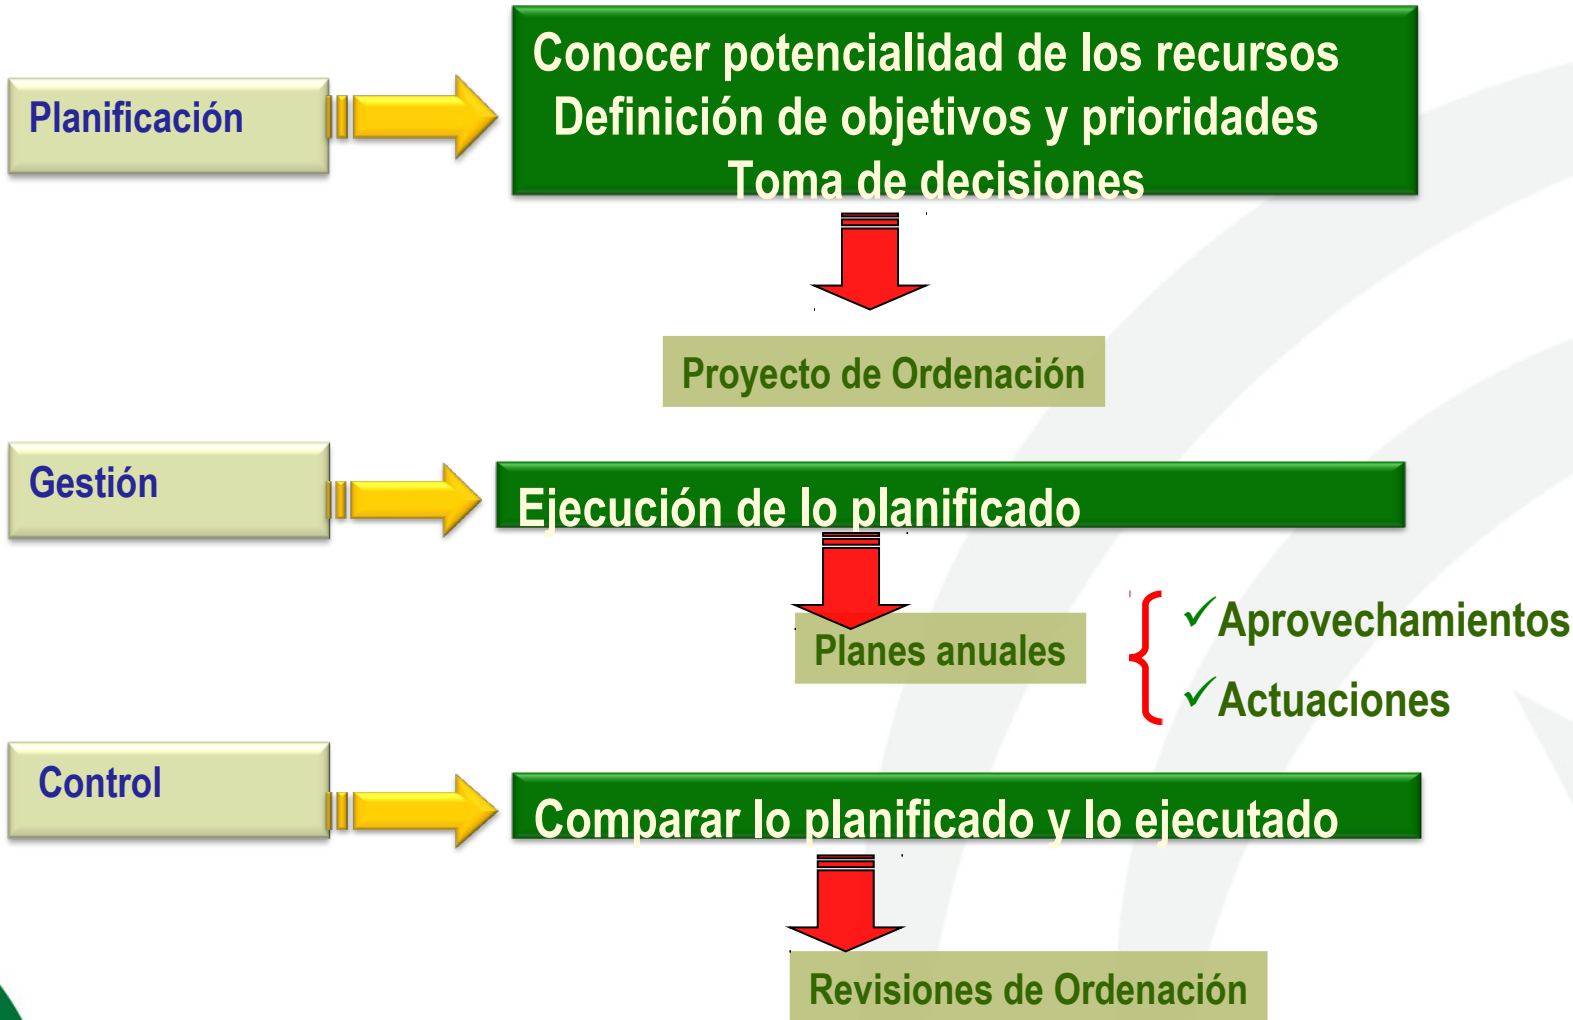 Planificación
Conocer potencialidad de los recursos
Definición de objetivos y prioridades
Toma de decisiones
Proyecto de Ordenación
Gestión
Ejecución de lo planificado
Planes anuales
✓Aprovechamientos
✓Actuaciones
Control
Comparar lo planificado y lo ejecutado
Revisiones de Ordenación